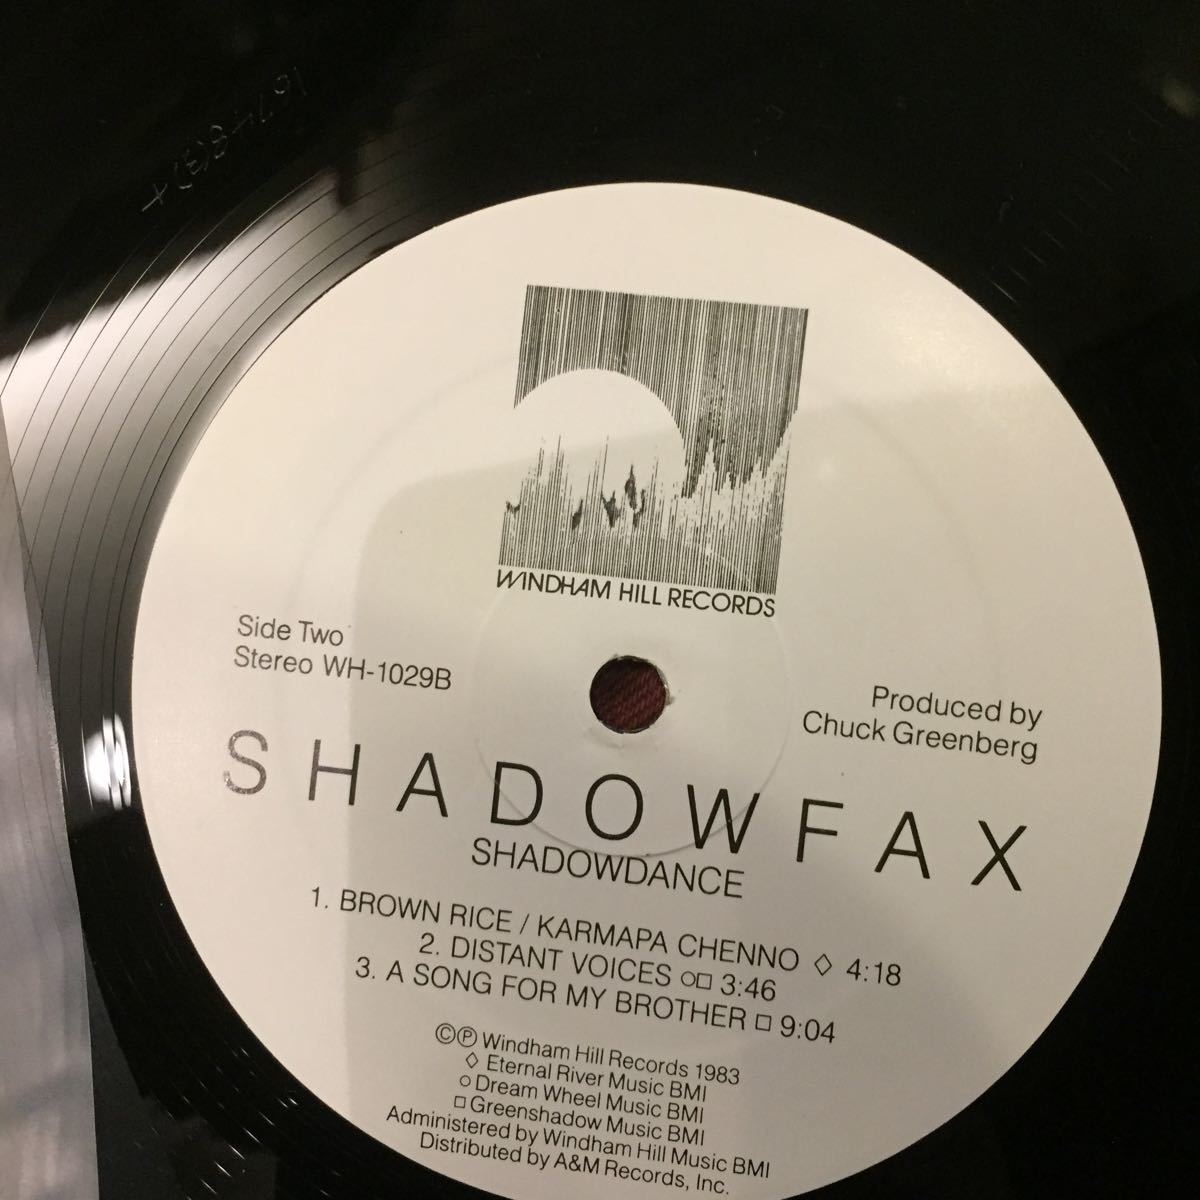 WINDHAM HILL RECORDS
Side Two
Stereo WH-1029B
Produced by
Chuck Greenberg
SHADOWFAX
SHADOWDANCE
1. BROWN RICE / KARMAPA CHENNO ◇ 4:18
2. DISTANT VOICES ○□ 3:46
3. A SONG FOR MY BROTHER □ 9:04
©℗ Windham Hill Records 1983
◇ Eternal River Music BMI
○ Dream Wheel Music BMI
□ Greenshadow Music BMI
Administered by Windham Hill Music BMI
Distributed by A&M Records, Inc.